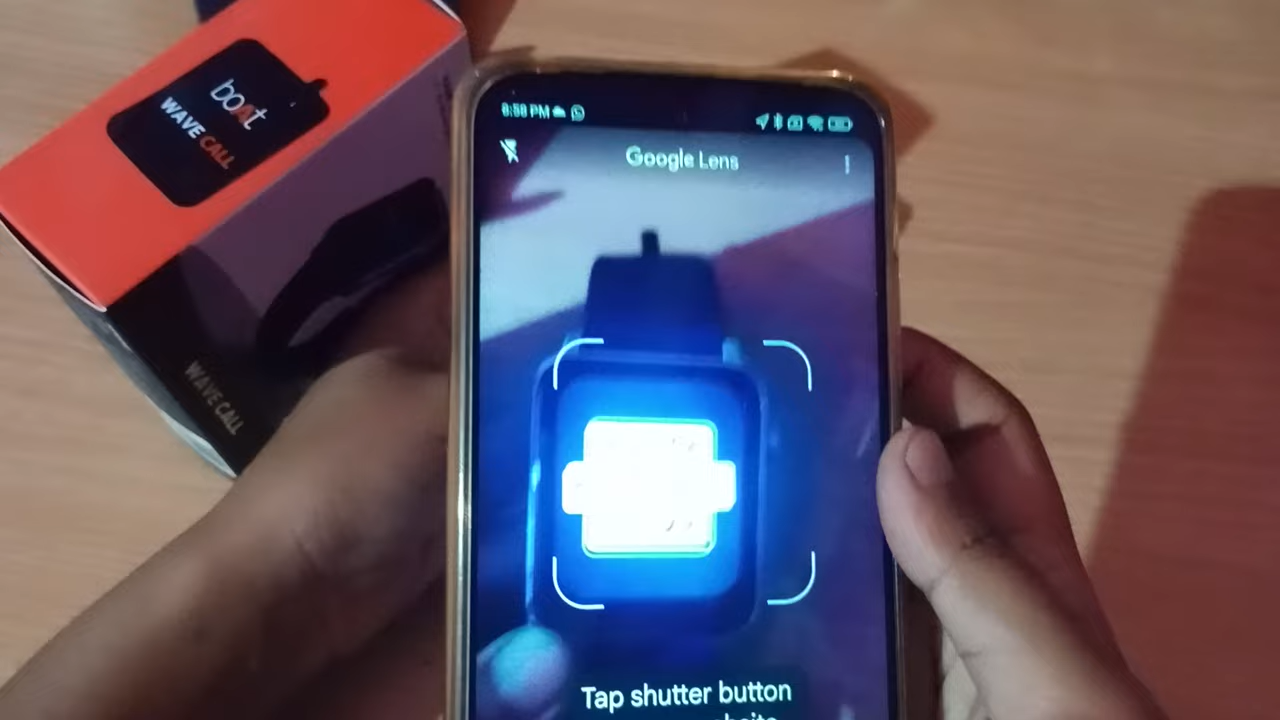 boAt
WAVE CALL
WAVE CALL
8:58 PM
Google Lens
Tap shutter button